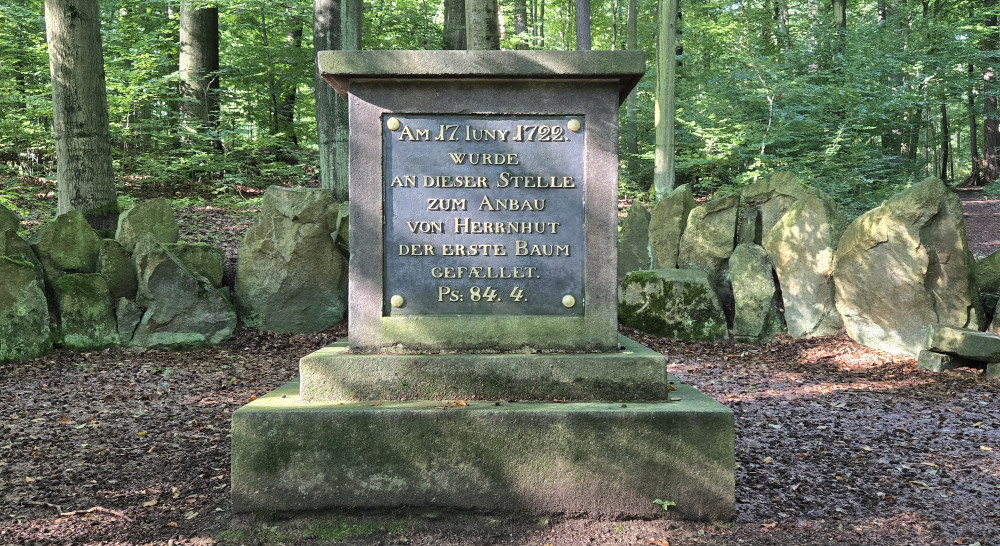 Am 17 Iuny 1722.
wurde
an dieser Stelle
zum Anbau
von Herrnhut
der erste Baum
gefællet.
Ps: 84. 4.